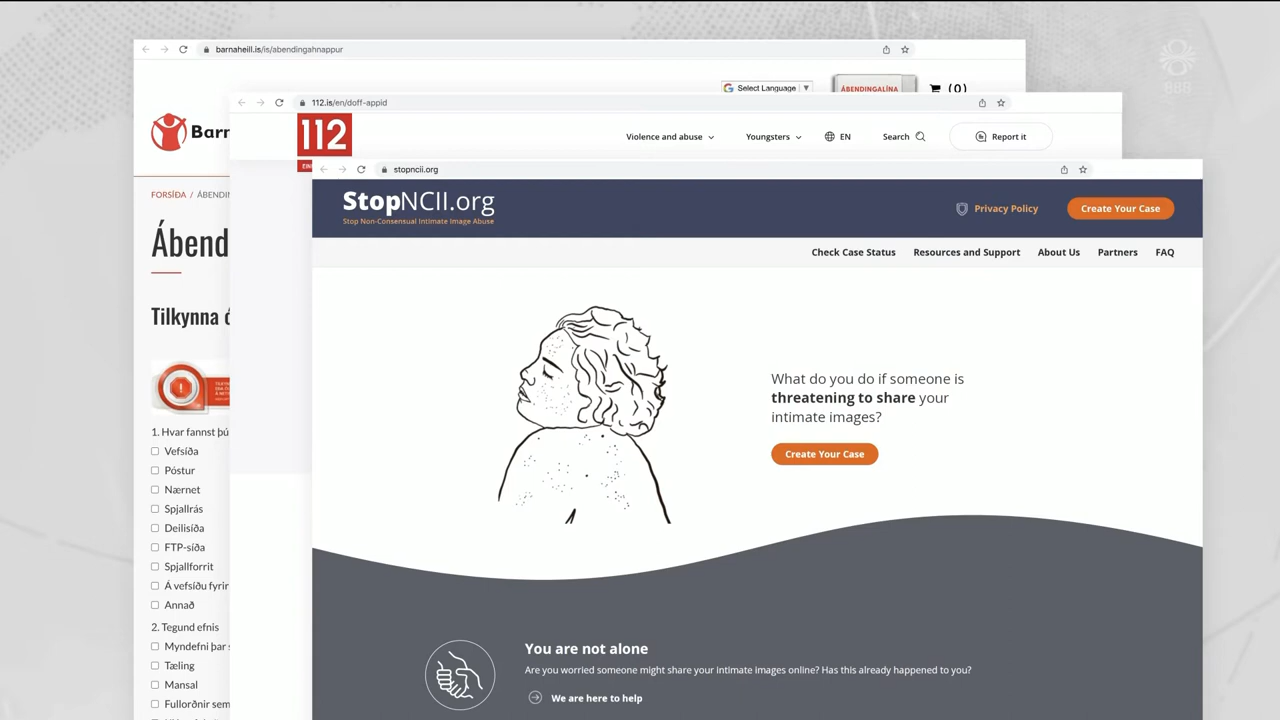 barnaheill.is/is/abendingahnappur
888
G Select Language ▼
ÁBENDINGALÍNA
(0)
112.is/en/doff-appid
112
Violence and abuse
Youngsters
EN
Search
Report it
stopncii.org
StopNCII.org
Stop Non-Consensual Intimate Image Abuse
Privacy Policy
Create Your Case
FORSÍÐA /
Check Case Status
Resources and Support
About Us
Partners
FAQ
Tilkynna
What do you do if someone is
threatening to share your
intimate images?
Create Your Case
1. Hvar fannst þú
Vefsíða
Póstur
Nærnet
Spjallrás
Deilisíða
FTP-síða
Spjallforrit
Á vefsíðu fyrir
Annað
2. Tegund efnis
Myndefni þar
Tæling
Mansal
Fullorðnir sem
You are not alone
Are you worried someone might share your intimate images online? Has this already happened to you?
We are here to help